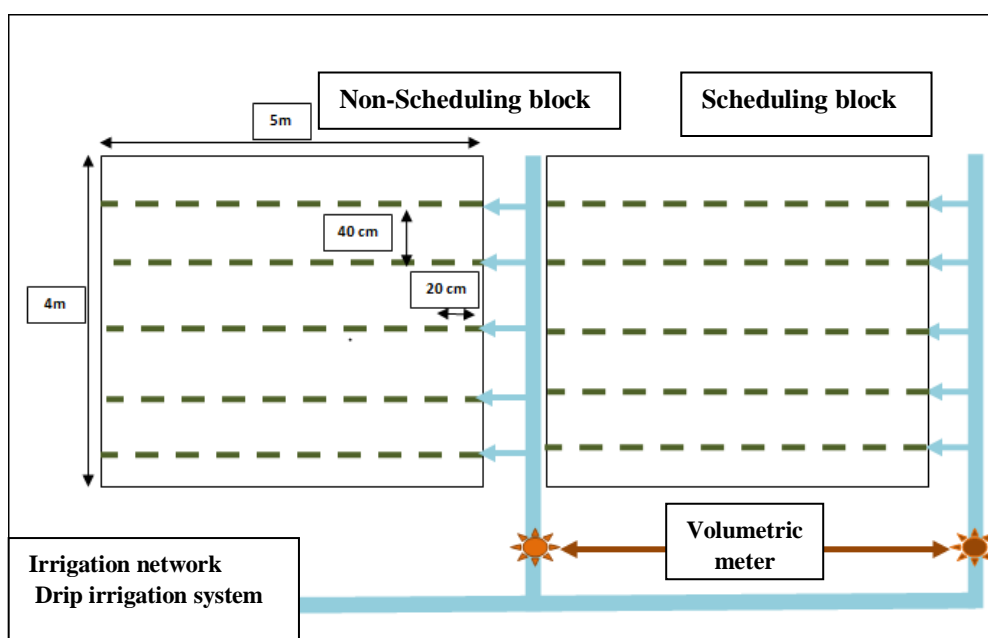 Non-Scheduling block
Scheduling block
5m
40 cm
20 cm
4m
Volumetric
meter
Irrigation network
Drip irrigation system